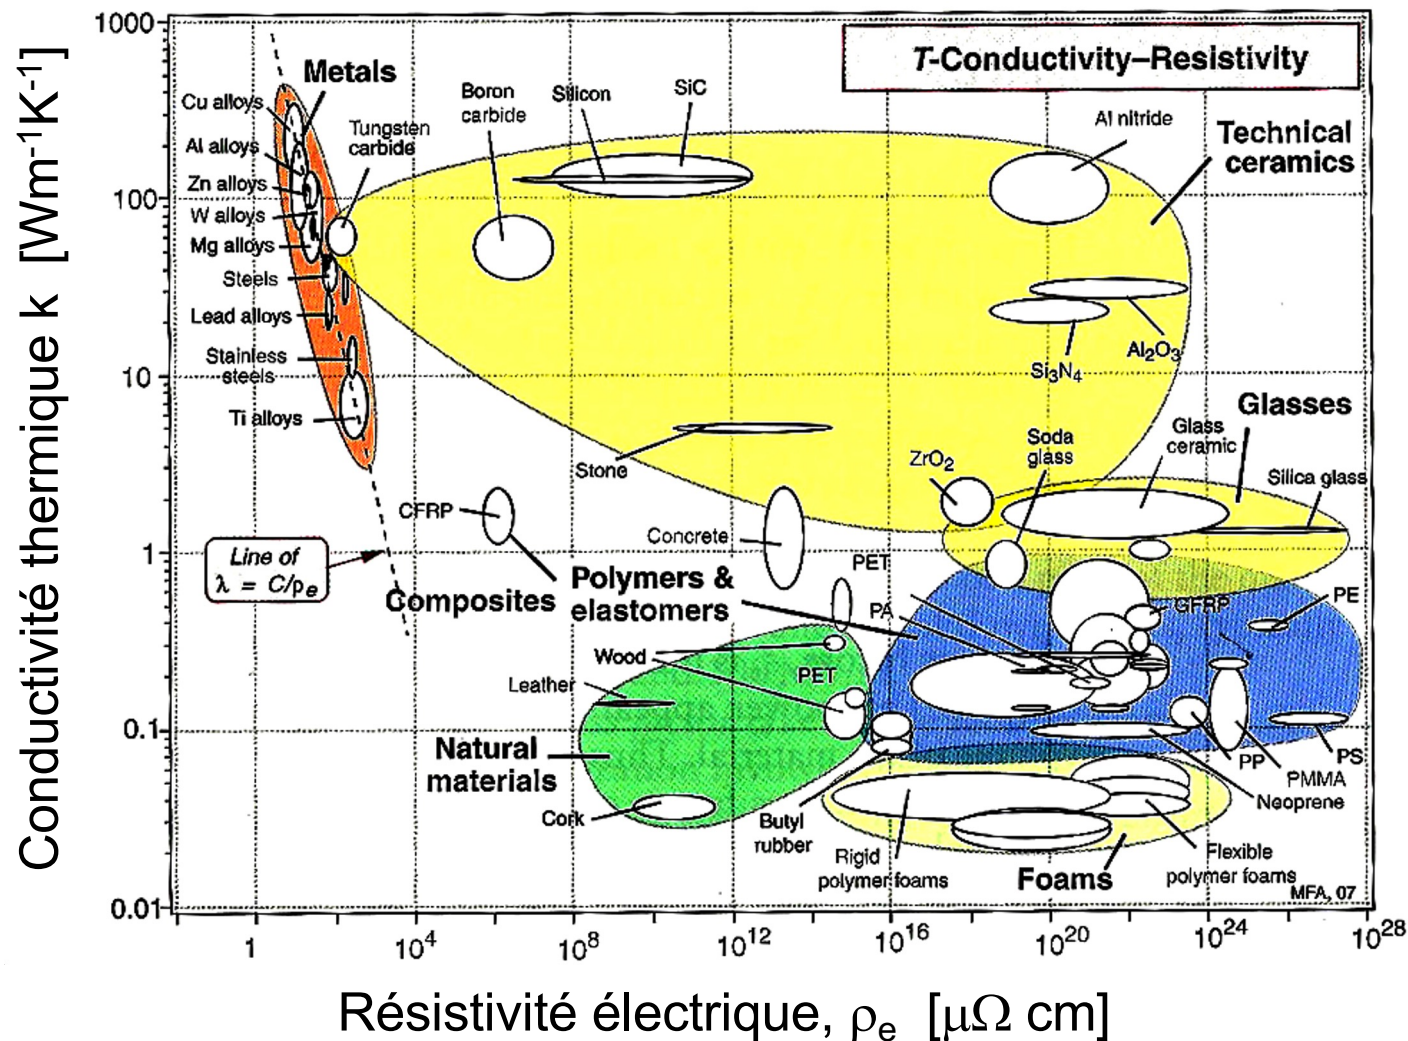 Conductivité thermique k [Wm-1K-1]
1000
100
10
1
0.1
0.01
T-Conductivity–Resistivity
Metals
Cu alloys
Al alloys
Zn alloys
W alloys
Mg alloys
Steels
Lead alloys
Stainless
steels
Ti alloys
Tungsten
carbide
Boron
carbide
Silicon
SiC
Al nitride
Technical
ceramics
Al2O3
Si3N4
Stone
ZrO2
Soda
glass
Glass
ceramic
Glasses
Silica glass
CFRP
Composites
Concrete
Line of
λ = C/ρe
Polymers &
elastomers
PET
PA
GFRP
PE
Wood
PET
Leather
Natural
materials
Cork
Butyl
rubber
Rigid
polymer foams
Foams
Flexible
polymer foams
Neoprene
PMMA
PP
PS
MFA, 07
1
10^4
10^8
10^12
10^16
10^20
10^24
10^28
Résistivité électrique, ρe [μΩ cm]